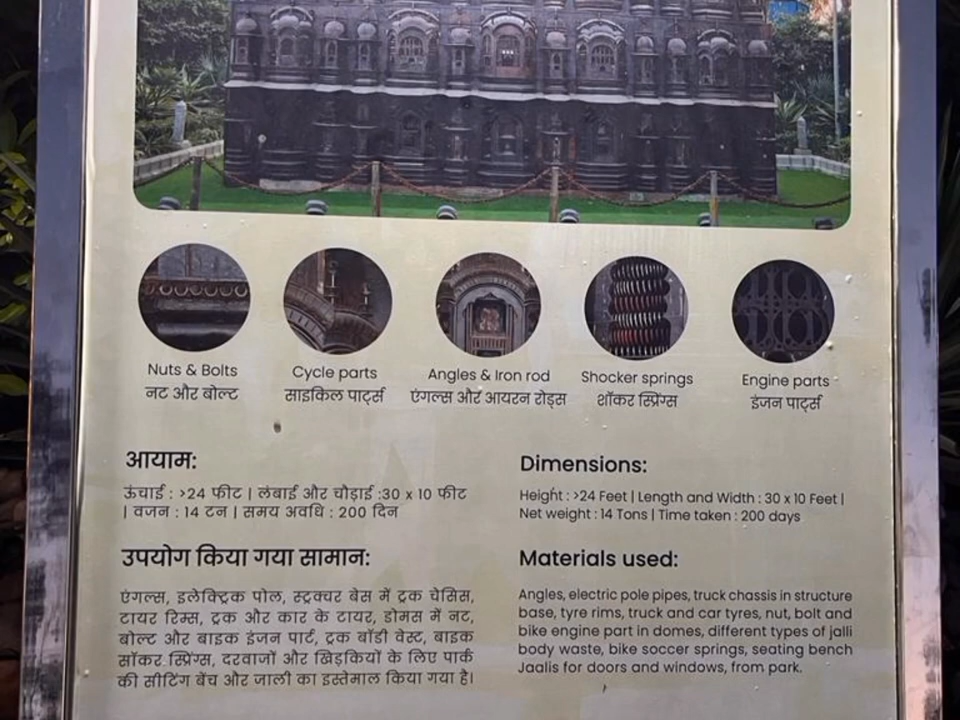 Nuts & Bolts
नट और बोल्ट
Cycle parts
साइकिल पार्ट्स
Angles & Iron rod
एंगल्स और आयरन रोड्स
Shocker springs
शॉकर स्प्रिंग्स
Engine parts
इंजन पार्ट्स
आयाम:
ऊंचाई : >24 फीट | लंबाई और चौड़ाई :30 x 10 फीट
| वजन : 14 टन | समय अवधि : 200 दिन
उपयोग किया गया सामान:
एंगल्स, इलेक्ट्रिक पोल, स्ट्रक्चर बेस में ट्रक चेसिस,
टायर रिम्स, ट्रक और कार के टायर, डोमस में नट,
बोल्ट और बाइक इंजन पार्ट, ट्रक बॉडी वेस्ट, बाइक
सॉकर स्प्रिंग्स, दरवाजों और खिड़कियों के लिए पार्क
की सीटिंग बेंच और जाली का इस्तेमाल किया गया है।
Dimensions:
Height : >24 Feet | Length and Width : 30 x 10 Feet |
Net weight : 14 Tons | Time taken : 200 days
Materials used:
Angles, electric pole pipes, truck chassis in structure
base, tyre rims, truck and car tyres, nut, bolt and
bike engine part in domes, different types of jalli
body waste, bike soccer springs, seating bench
Jaalis for doors and windows, from park.